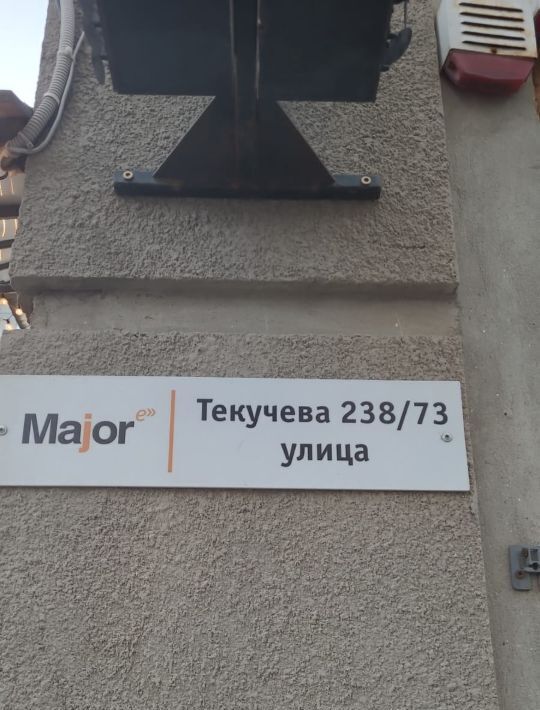 Major e»
Текучева 238/73
улица